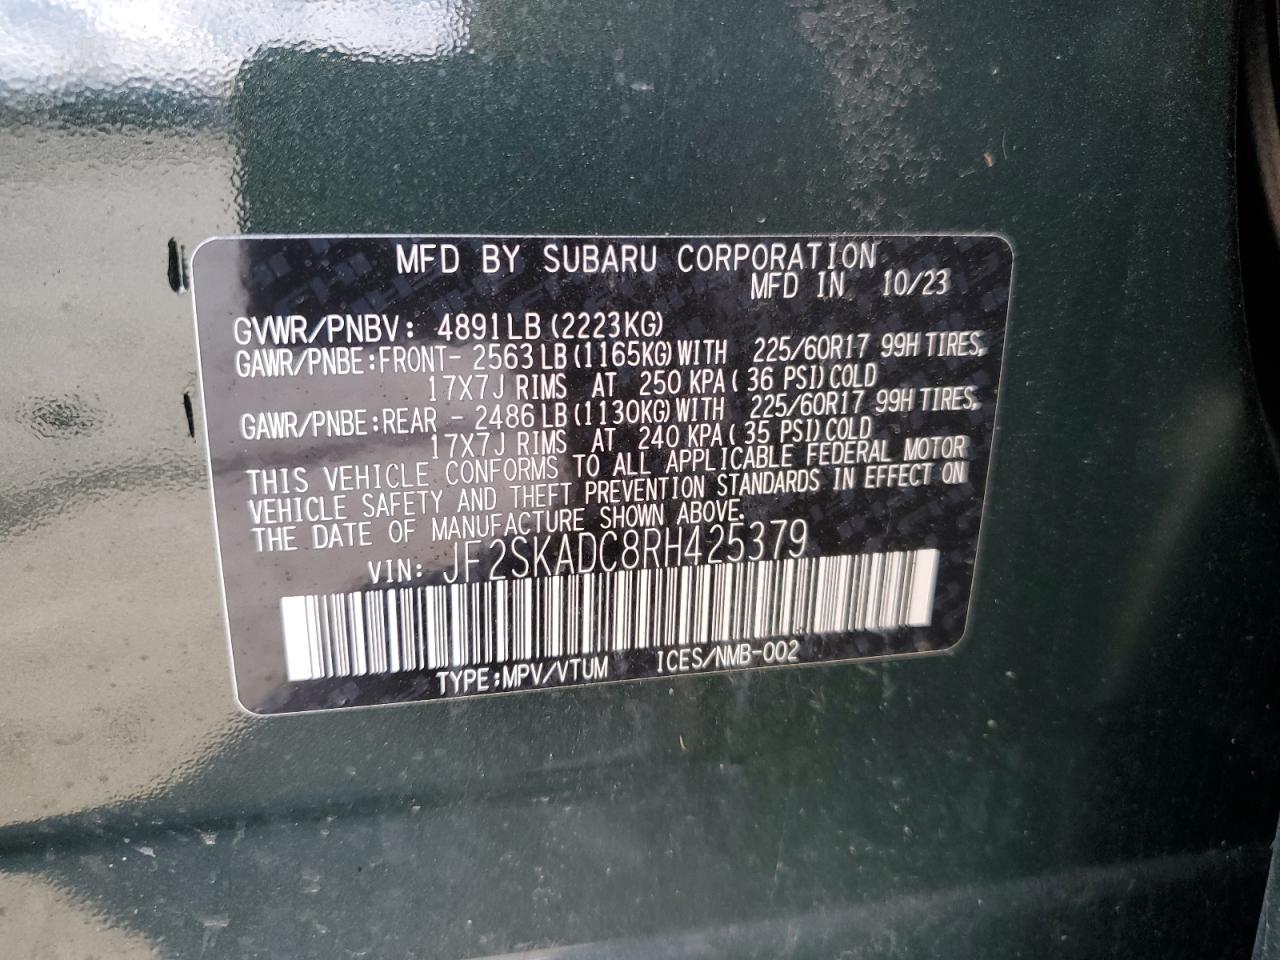 MFD BY SUBARU CORPORATION
MFD IN 10/23
GVWR/PNBV: 4891LB(2223KG)
GAWR/PNBE:FRONT- 2563LB(1165KG)WITH 225/60R17 99H TIRES,
17X7J RIMS AT 250 KPA( 36 PSI)COLD
GAWR/PNBE:REAR - 2486LB(1130KG)WITH 225/60R17 99H TIRES,
17X7J RIMS AT 240 KPA( 35 PSI)COLD
THIS VEHICLE CONFORMS TO ALL APPLICABLE FEDERAL MOTOR
VEHICLE SAFETY AND THEFT PREVENTION STANDARDS IN EFFECT ON
THE DATE OF MANUFACTURE SHOWN ABOVE.
VIN: JF2SKADC8RH425379
TYPE:MPV/VTUM ICES/NMB-002